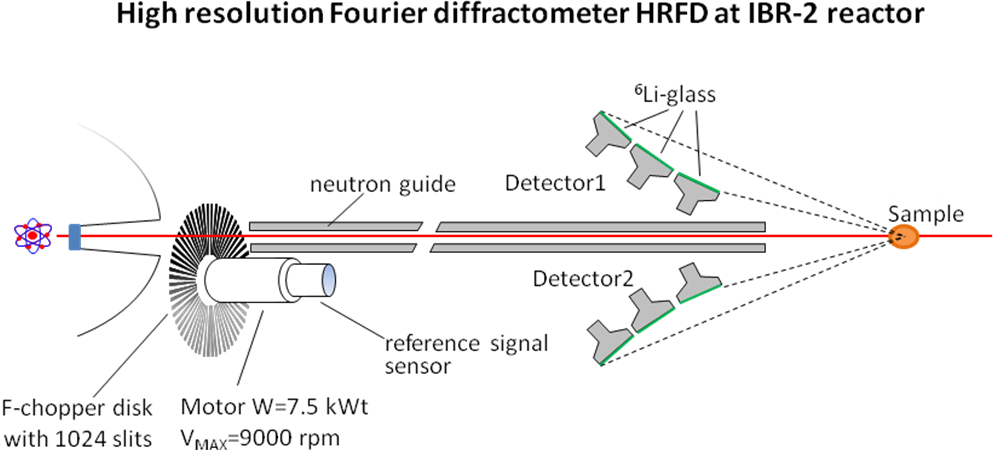 High resolution Fourier diffractometer HRFD at IBR-2 reactor
⁶Li-glass
neutron guide
Detector1
Sample
Detector2
reference signal
sensor
F-chopper disk
with 1024 slits
Motor W=7.5 kWt
V_MAX=9000 rpm